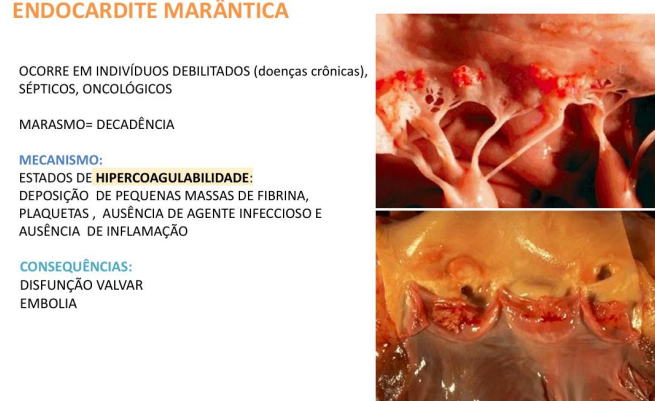 ENDOCARDITE MARÂNTICA
OCORRE EM INDIVÍDUOS DEBILITADOS (doenças crônicas),
SÉPTICOS, ONCOLÓGICOS
MARASMO= DECADÊNCIA
MECANISMO:
ESTADOS DE HIPERCOAGULABILIDADE:
DEPOSIÇÃO  DE PEQUENAS MASSAS DE FIBRINA,
PLAQUETAS ,  AUSÊNCIA DE AGENTE INFECCIOSO E
AUSÊNCIA  DE INFLAMAÇÃO
CONSEQUÊNCIAS:
DISFUNÇÃO VALVAR
EMBOLIA